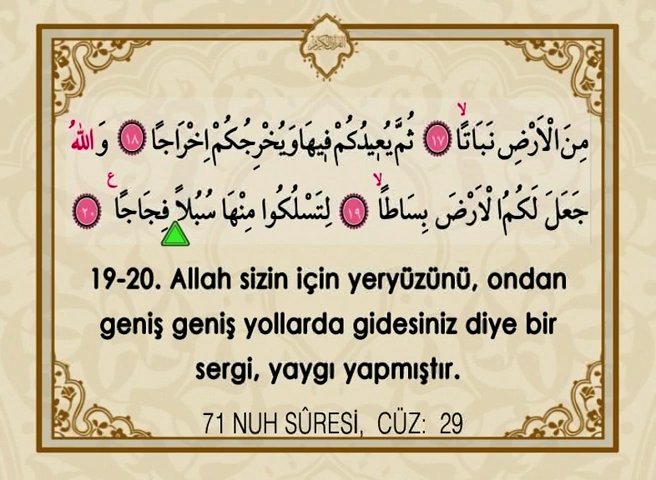 مِنَ الْاَرْضِ نَبَاتًاۙ ﴿١٧﴾ ثُمَّ يُع۪يدُكُمْ ف۪يهَا وَيُخْرِجُكُمْ اِخْرَاجًا ﴿١٨﴾ وَاللّٰهُ
جَعَلَ لَكُمُ الْاَرْضَ بِسَاطًاۙ ﴿١٩﴾ لِتَسْلُكُوا مِنْهَا سُبُلًا فِجَاجًاۚ ﴿٢٠﴾
19-20. Allah sizin için yeryüzünü, ondan
geniş geniş yollarda gidesiniz diye bir
sergi, yaygı yapmıştır.
71 NUH SÛRESİ, CÜZ: 29